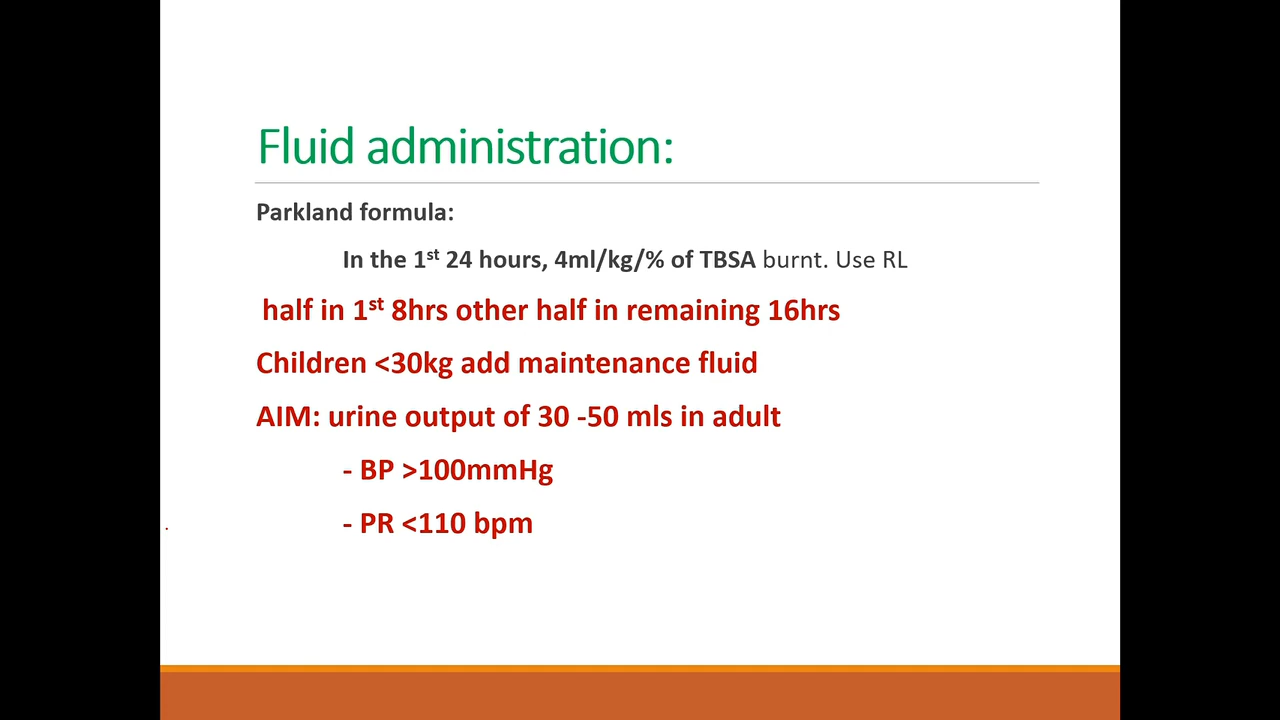 Fluid administration:
Parkland formula:
In the 1st 24 hours, 4ml/kg/% of TBSA burnt. Use RL
half in 1st 8hrs other half in remaining 16hrs
Children <30kg add maintenance fluid
AIM: urine output of 30 -50 mls in adult
- BP >100mmHg
- PR <110 bpm